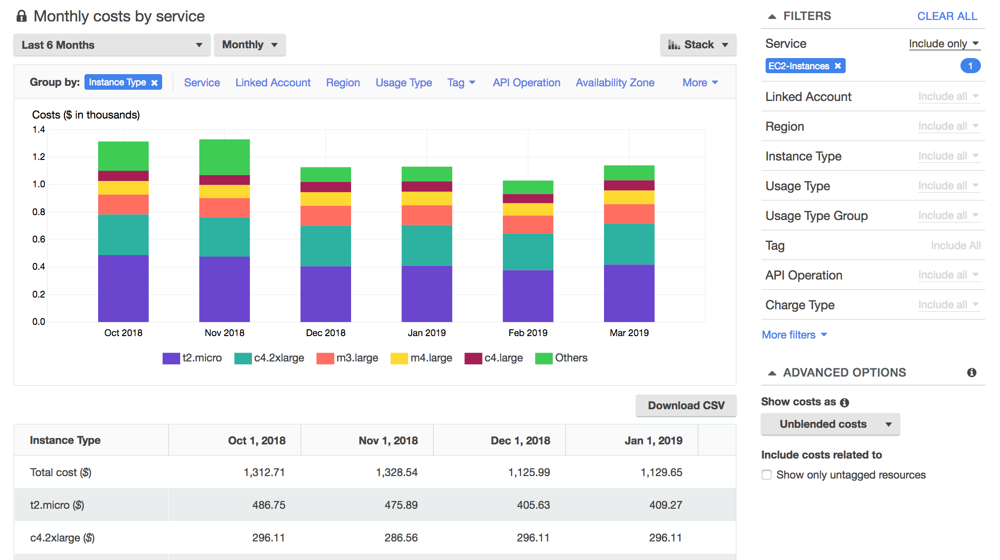 Monthly costs by service
Last 6 Months
Monthly
Stack
Group by: Instance Type × Service Linked Account Region Usage Type Tag API Operation Availability Zone More
Costs ($ in thousands)
1.4
1.2
1.0
0.8
0.6
0.4
0.2
0.0
Oct 2018 Nov 2018 Dec 2018 Jan 2019 Feb 2019 Mar 2019
t2.micro c4.2xlarge m3.large m4.large c4.large Others
Download CSV
Instance Type Oct 1, 2018 Nov 1, 2018 Dec 1, 2018 Jan 1, 2019
Total cost ($) 1,312.71 1,328.54 1,125.99 1,129.65
t2.micro ($) 486.75 475.89 405.63 409.27
c4.2xlarge ($) 296.11 286.56 296.11 296.11
FILTERS CLEAR ALL
Service Include only
EC2-Instances × 1
Linked Account Include all
Region Include all
Instance Type Include all
Usage Type Include all
Usage Type Group Include all
Tag Include All
API Operation Include all
Charge Type Include all
More filters
ADVANCED OPTIONS
Show costs as
Unblended costs
Include costs related to
Show only untagged resources